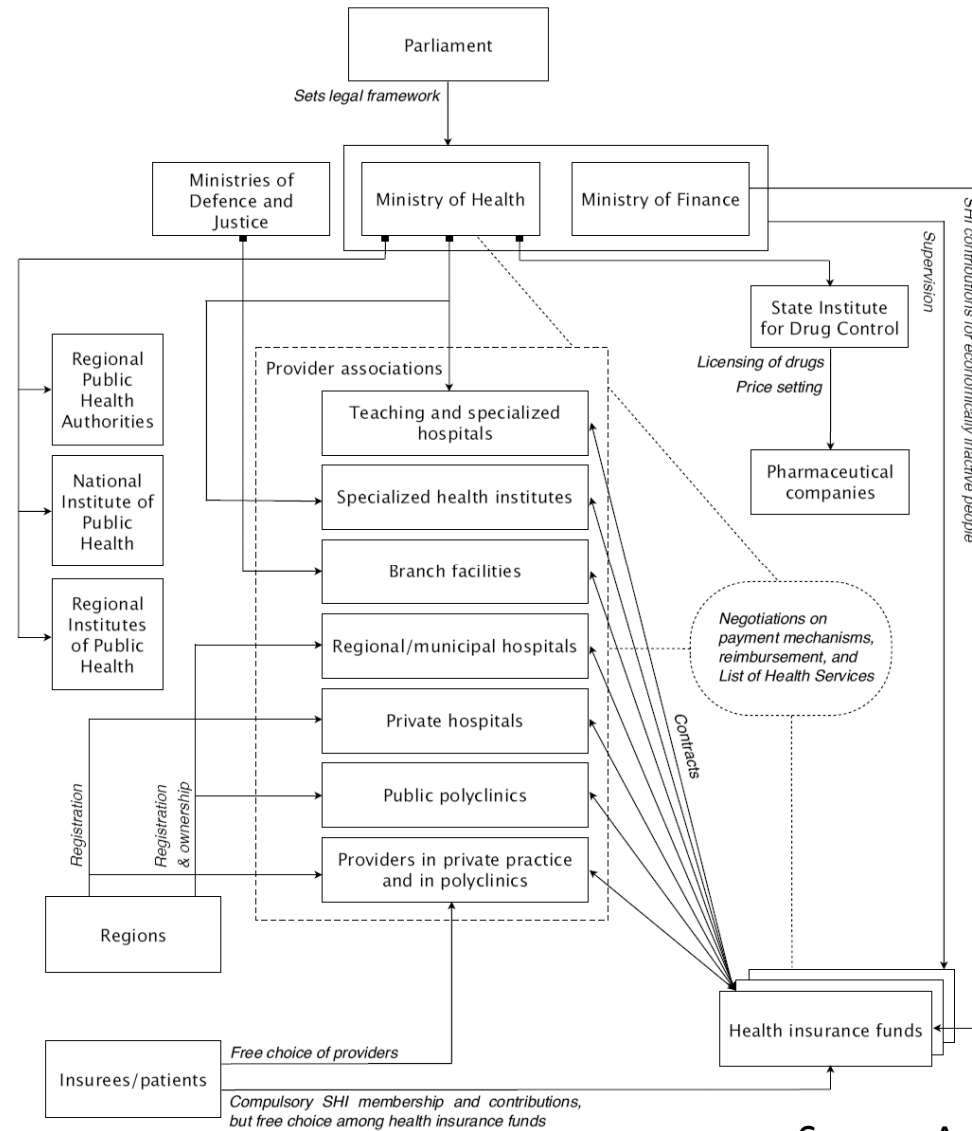 Parliament
Sets legal framework
Ministries of
Defence and
Justice
Ministry of Health
Ministry of Finance
SHI contributions for economically inactive people
Supervision
State Institute
for Drug Control
Licensing of drugs
Price setting
Pharmaceutical
companies
Regional
Public
Health
Authorities
National
Institute of
Public
Health
Regional
Institutes
of Public
Health
Provider associations
Teaching and specialized
hospitals
Specialized health institutes
Branch facilities
Regional/municipal hospitals
Private hospitals
Public polyclinics
Providers in private practice
and in polyclinics
Negotiations on
payment mechanisms,
reimbursement, and
List of Health Services
Contracts
Registration
Registration
& ownership
Regions
Health insurance funds
Insurees/patients
Free choice of providers
Compulsory SHI membership and contributions,
but free choice among health insurance funds